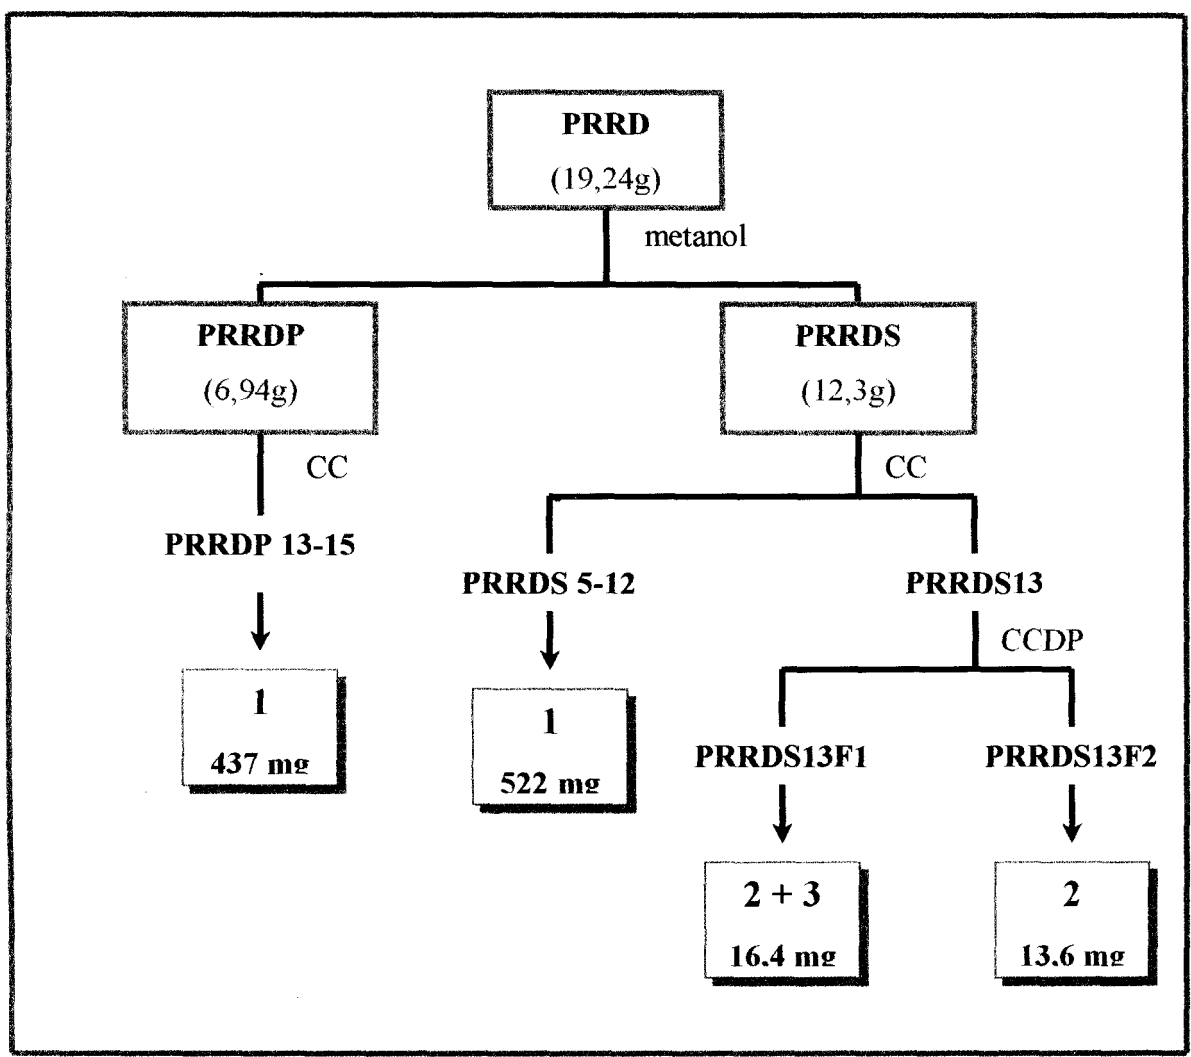 PRRD
(19,24g)
metanol
PRRDP
(6,94g)
PRRDS
(12,3g)
CC
CC
PRRDP 13-15
PRRDS 5-12
PRRDS13
CCDP
1
437 mg
1
522 mg
PRRDS13F1
PRRDS13F2
2 + 3
16.4 mg
2
13.6 mg